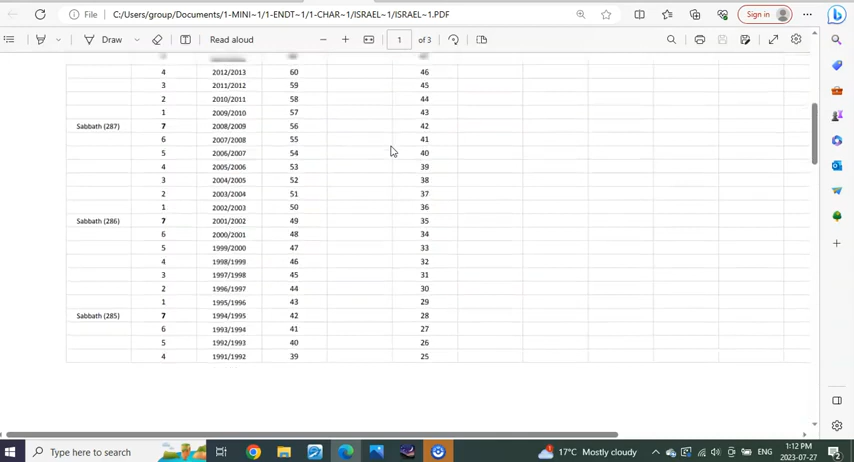 File | C:/Users/group/Documents/1-MINI~1/1-ENDT~1/1-CHAR~1/ISRAEL~1/ISRAEL~1.PDF
Sign in
Draw Read aloud 1 of 3
4 2012/2013 60 46
3 2011/2012 59 45
2 2010/2011 58 44
1 2009/2010 57 43
Sabbath (287) 7 2008/2009 56 42
6 2007/2008 55 41
5 2006/2007 54 40
4 2005/2006 53 39
3 2004/2005 52 38
2 2003/2004 51 37
1 2002/2003 50 36
Sabbath (286) 7 2001/2002 49 35
6 2000/2001 48 34
5 1999/2000 47 33
4 1998/1999 46 32
3 1997/1998 45 31
2 1996/1997 44 30
1 1995/1996 43 29
Sabbath (285) 7 1994/1995 42 28
6 1993/1994 41 27
5 1992/1993 40 26
4 1991/1992 39 25
Type here to search
17°C Mostly cloudy
ENG
1:12 PM
2023-07-27
2